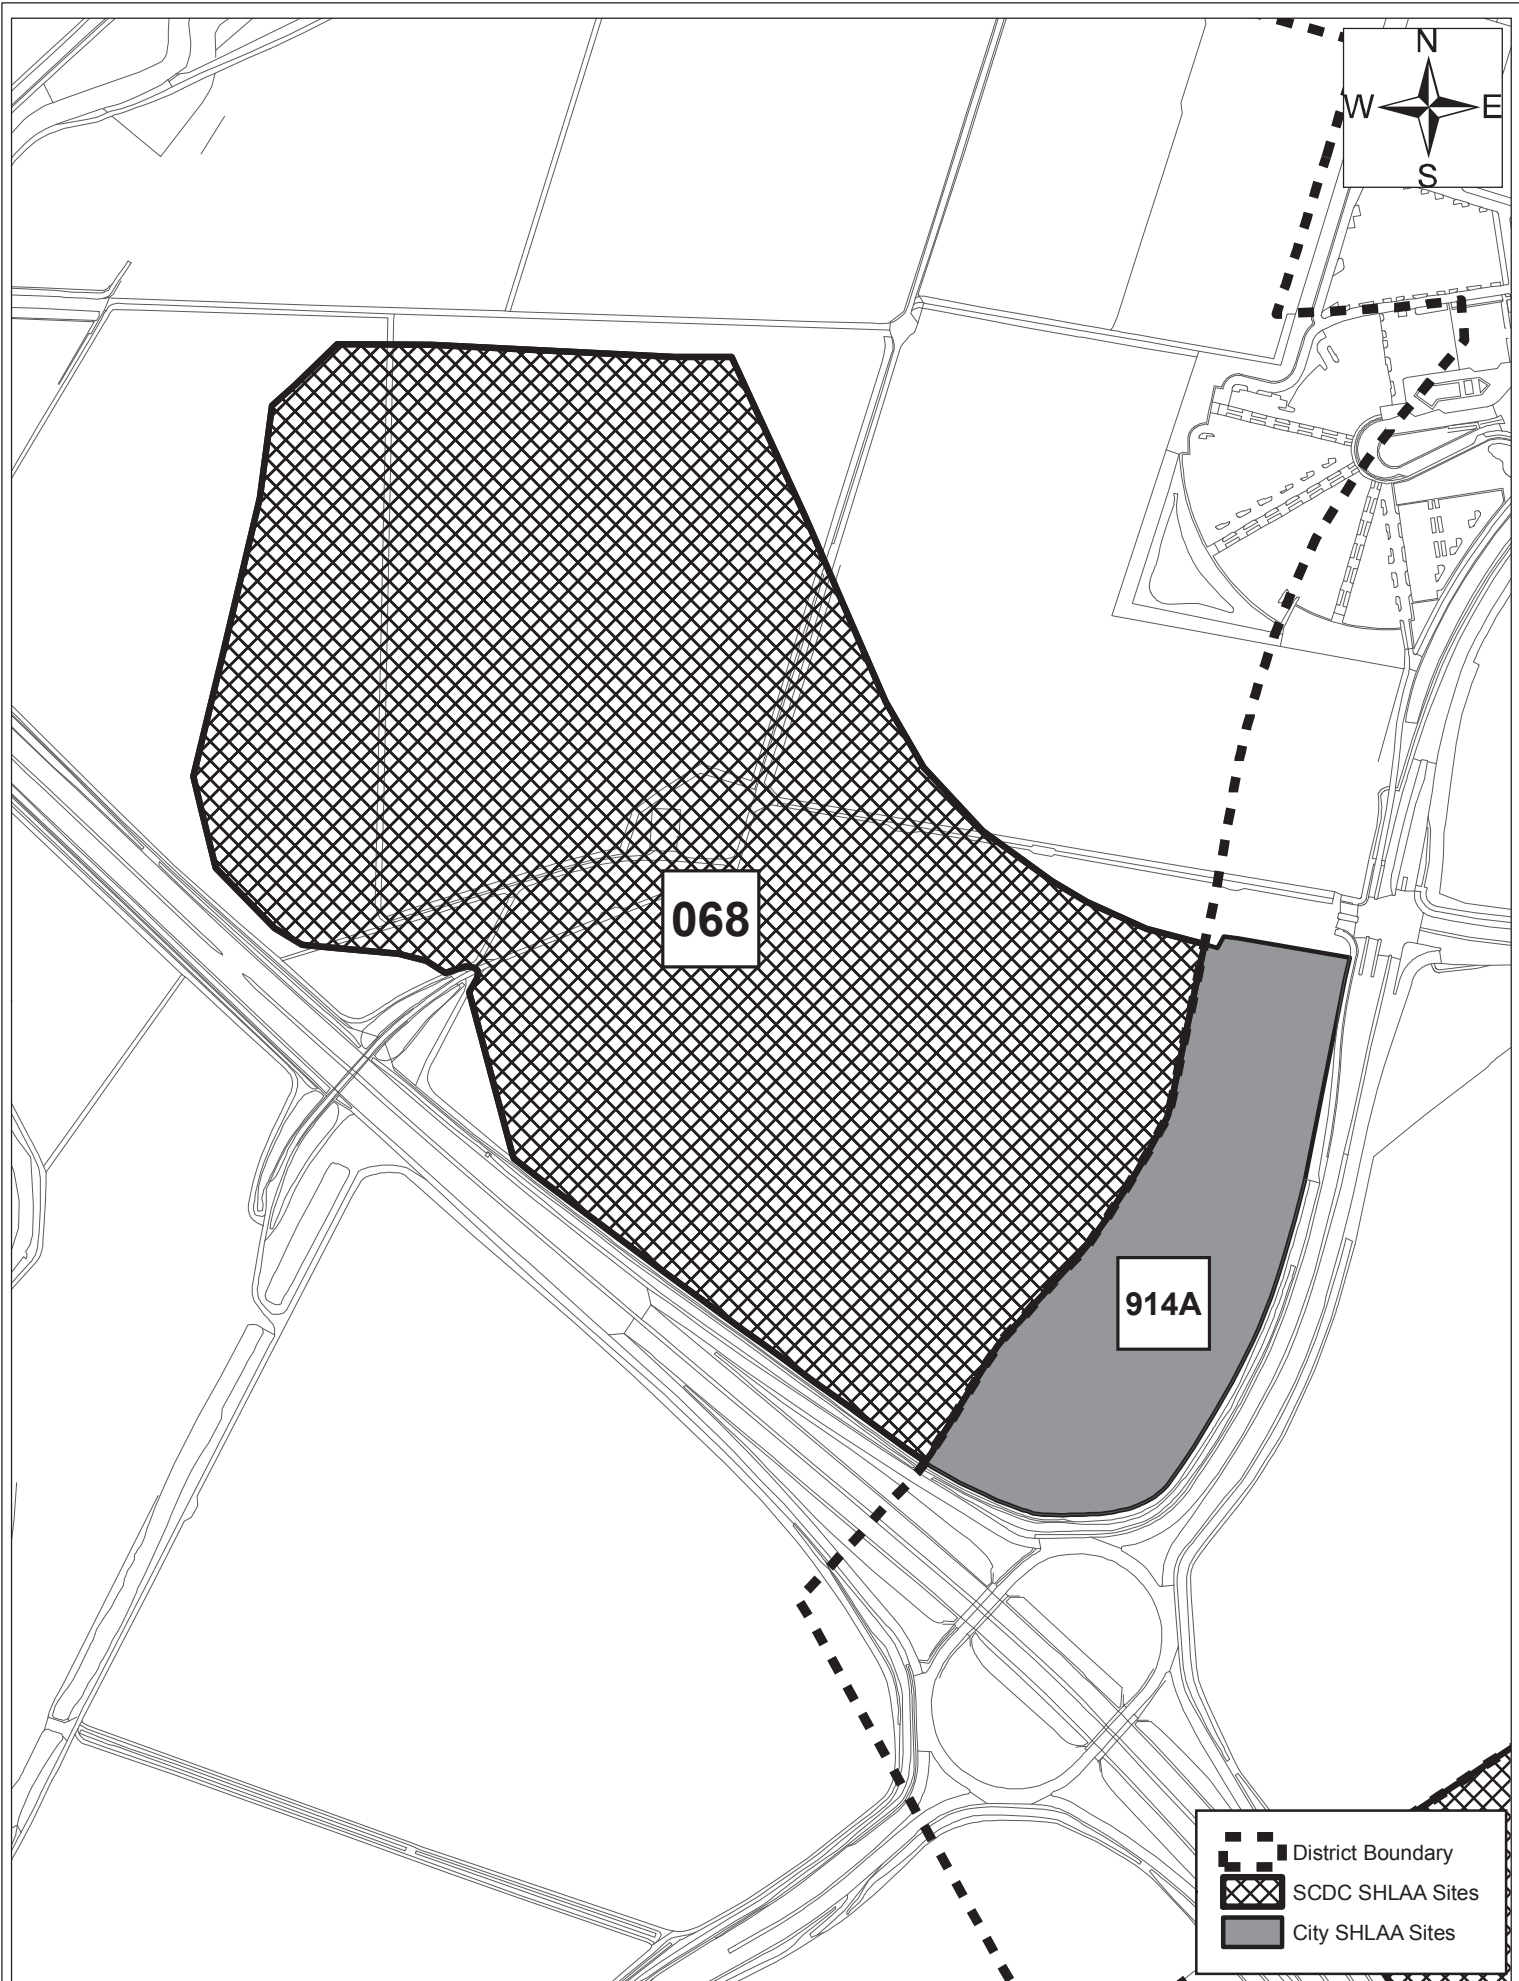 N
W E
S
068
914A
District Boundary
SCDC SHLAA Sites
City SHLAA Sites